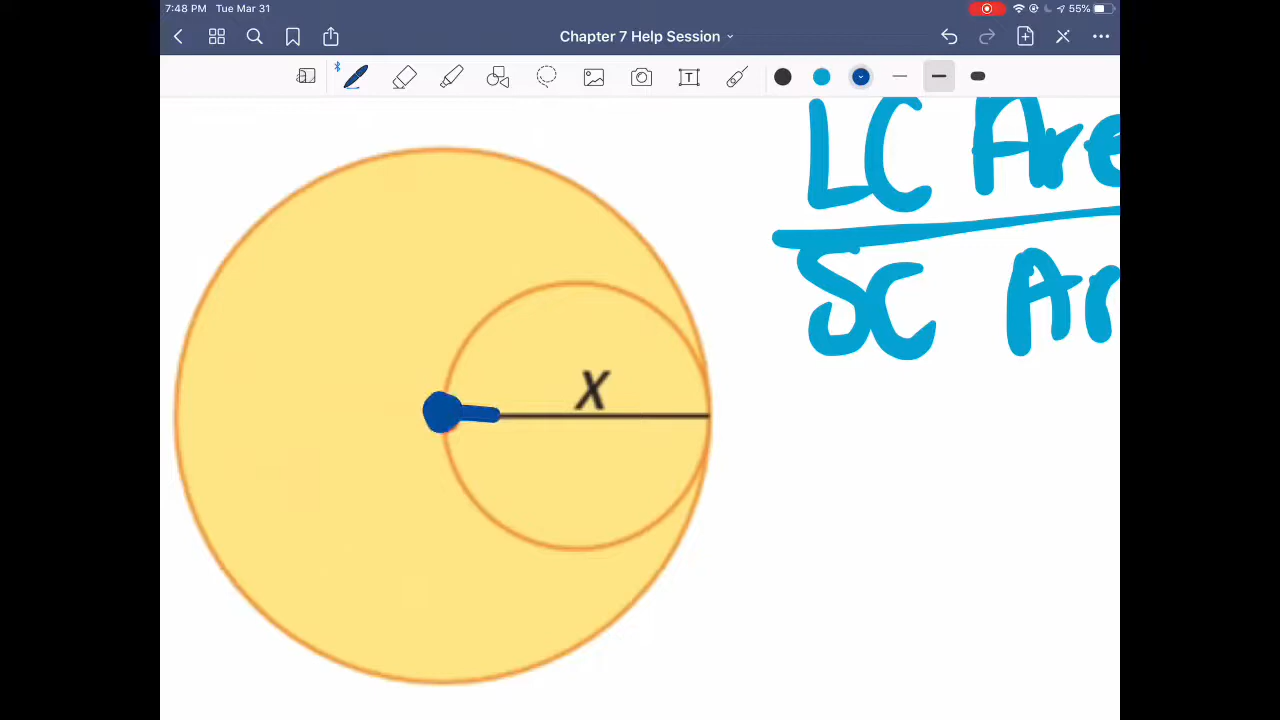 7:48 PM Tue Mar 31
55%
Chapter 7 Help Session
T
LC Are
SC Ar
X